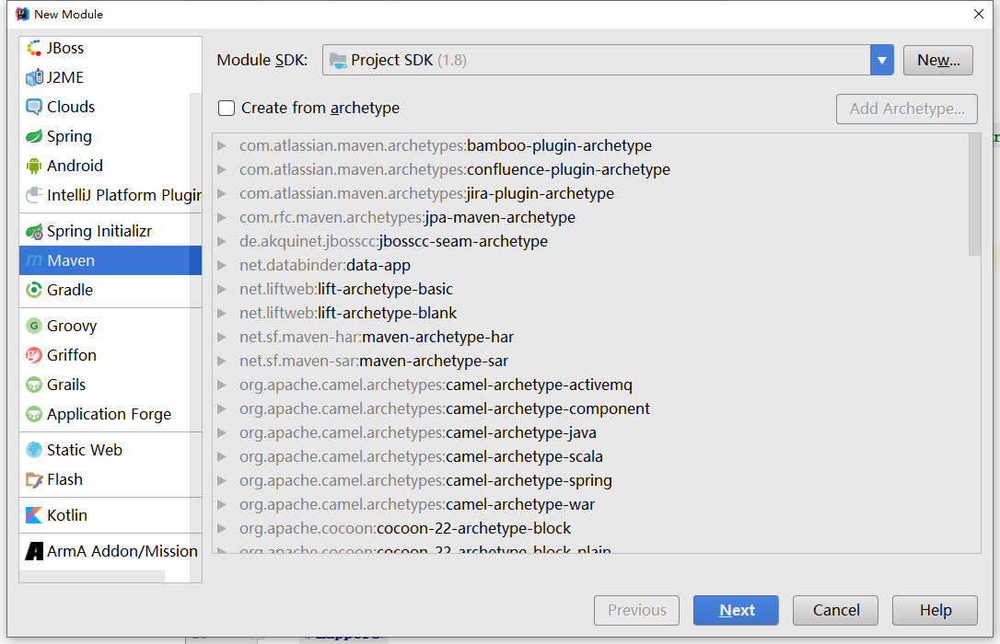 New Module
JBoss
J2ME
Clouds
Spring
Android
IntelliJ Platform Plugin
Spring Initializr
Maven
Gradle
Groovy
Griffon
Grails
Application Forge
Static Web
Flash
Kotlin
ArmA Addon/Mission
Module SDK: Project SDK (1.8) New...
Create from archetype Add Archetype...
com.atlassian.maven.archetypes:bamboo-plugin-archetype
com.atlassian.maven.archetypes:confluence-plugin-archetype
com.atlassian.maven.archetypes:jira-plugin-archetype
com.rfc.maven.archetypes:jpa-maven-archetype
de.akquinet.jbosscc:jbosscc-seam-archetype
net.databinder:data-app
net.liftweb:lift-archetype-basic
net.liftweb:lift-archetype-blank
net.sf.maven-har:maven-archetype-har
net.sf.maven-sar:maven-archetype-sar
org.apache.camel.archetypes:camel-archetype-activemq
org.apache.camel.archetypes:camel-archetype-component
org.apache.camel.archetypes:camel-archetype-java
org.apache.camel.archetypes:camel-archetype-scala
org.apache.camel.archetypes:camel-archetype-spring
org.apache.camel.archetypes:camel-archetype-war
org.apache.cocoon:cocoon-22-archetype-block
org.apache.cocoon:cocoon-22-archetype-block-plain
Previous Next Cancel Help